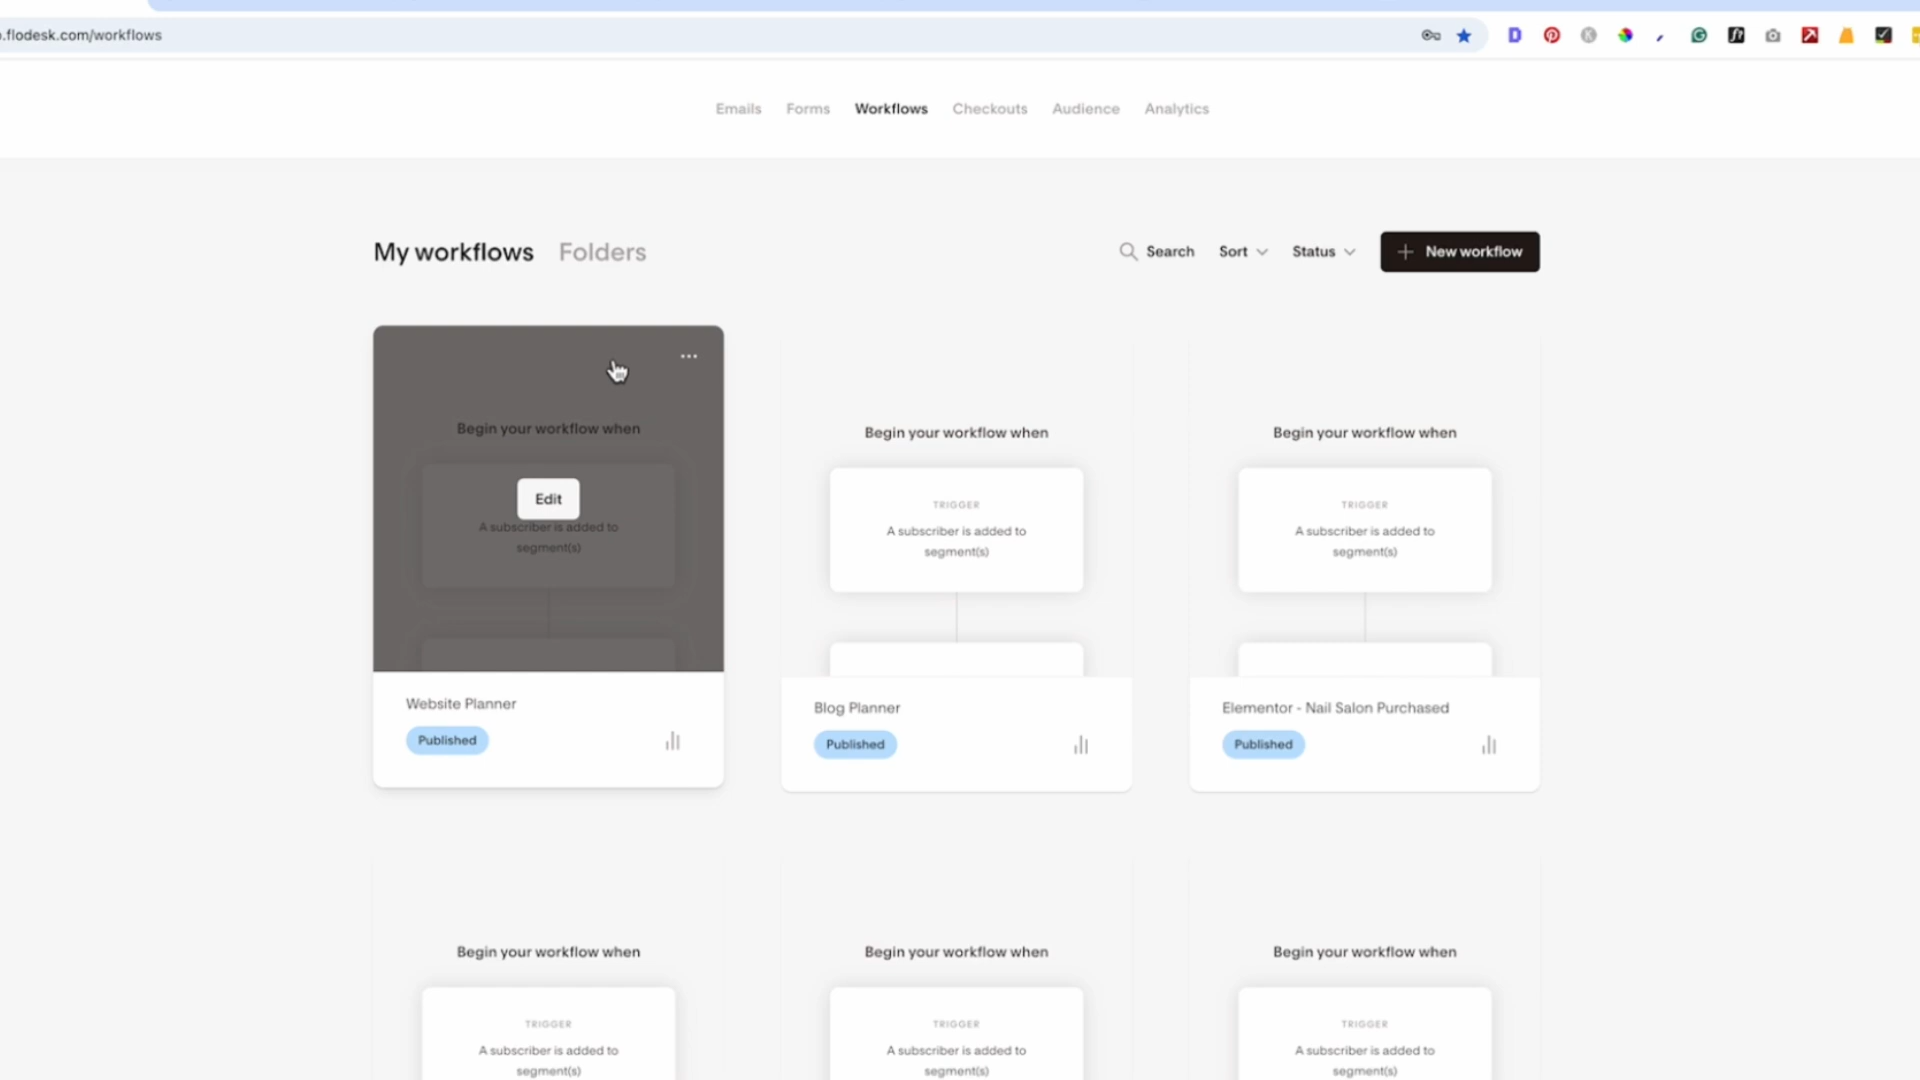 .flodesk.com/workflows
Emails Forms Workflows Checkouts Audience Analytics
My workflows Folders
Search Sort Status New workflow
Begin your workflow when
Edit
A subscriber is added to
segment(s)
Website Planner
Published
Begin your workflow when
TRIGGER
A subscriber is added to
segment(s)
Blog Planner
Published
Begin your workflow when
TRIGGER
A subscriber is added to
segment(s)
Elementor - Nail Salon Purchased
Published
Begin your workflow when
TRIGGER
A subscriber is added to
segment(s)
Begin your workflow when
TRIGGER
A subscriber is added to
segment(s)
Begin your workflow when
TRIGGER
A subscriber is added to
segment(s)